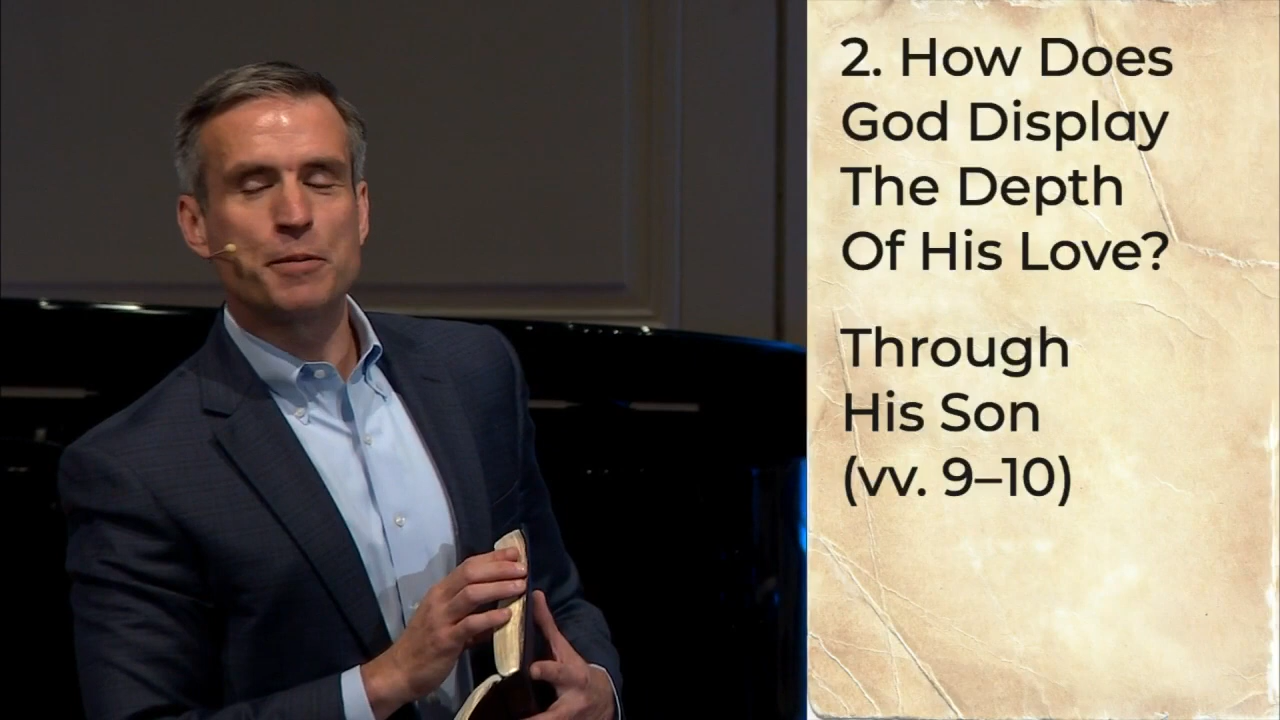 2. How Does
God Display
The Depth
Of His Love?
Through
His Son
(vv. 9–10)